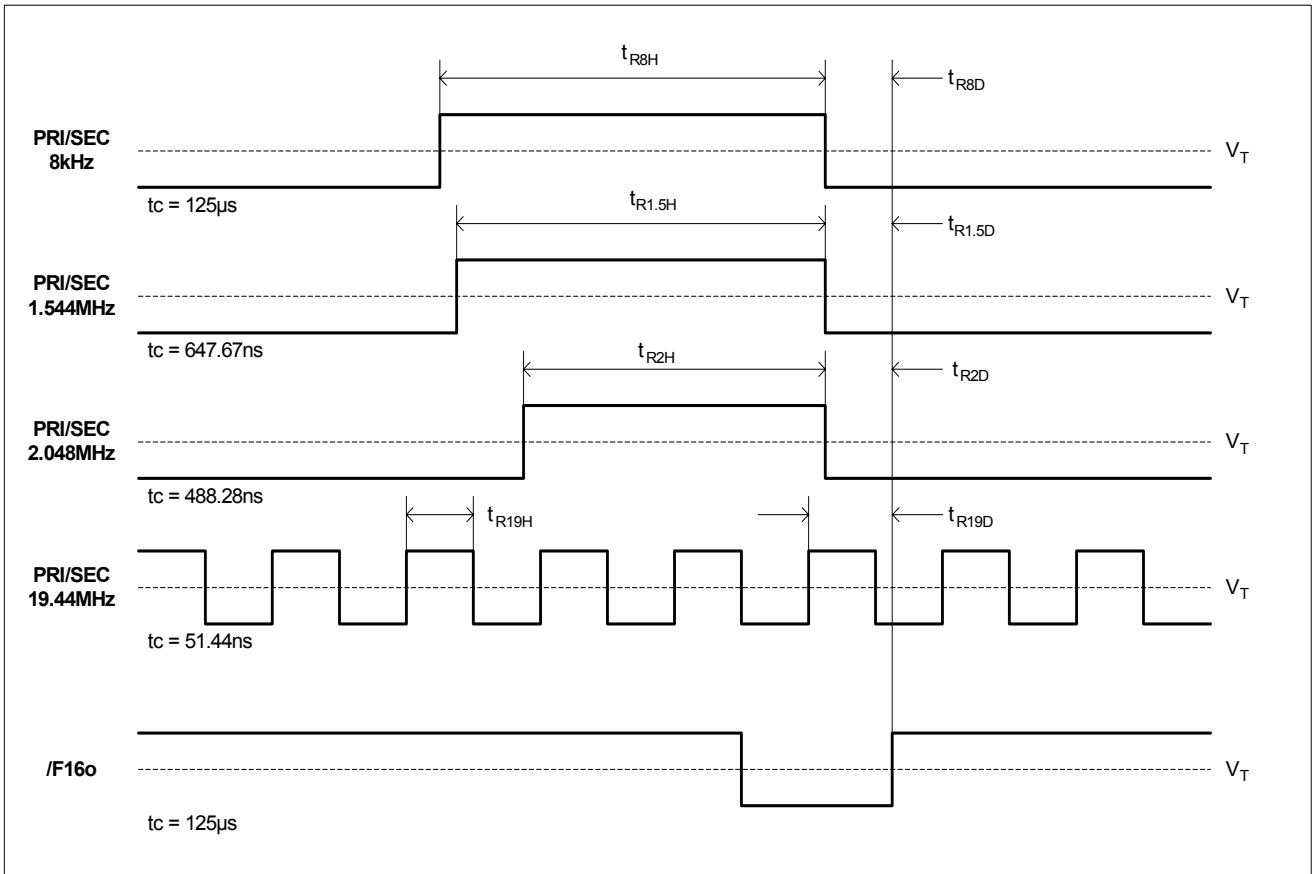 tR8H
tR8D
PRI/SEC
8kHz
VT
tc = 125µs
tR1.5H
tR1.5D
PRI/SEC
1.544MHz
VT
tc = 647.67ns
tR2H
tR2D
PRI/SEC
2.048MHz
VT
tc = 488.28ns
tR19H
tR19D
PRI/SEC
19.44MHz
VT
tc = 51.44ns
/F16o
VT
tc = 125µs